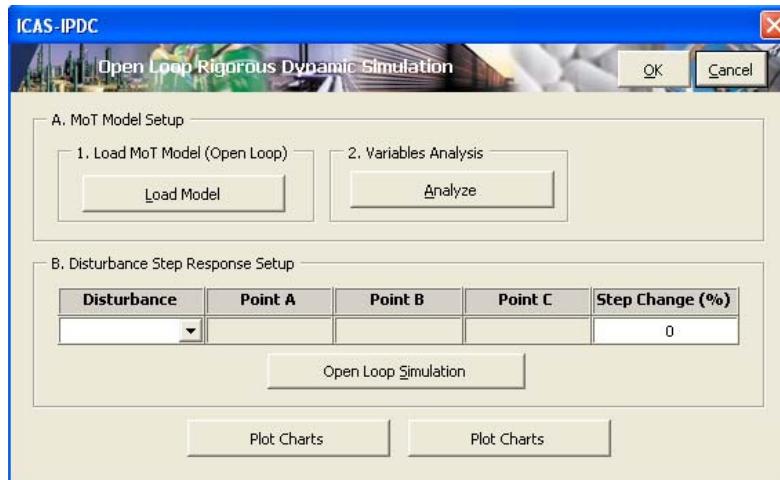 ICAS-IPDC
Open Loop Rigorous Dynamic Simulation
OK Cancel
A. MoT Model Setup
1. Load MoT Model (Open Loop) 2. Variables Analysis
Load Model Analyze
B. Disturbance Step Response Setup
Disturbance Point A Point B Point C Step Change (%)
0
Open Loop Simulation
Plot Charts Plot Charts